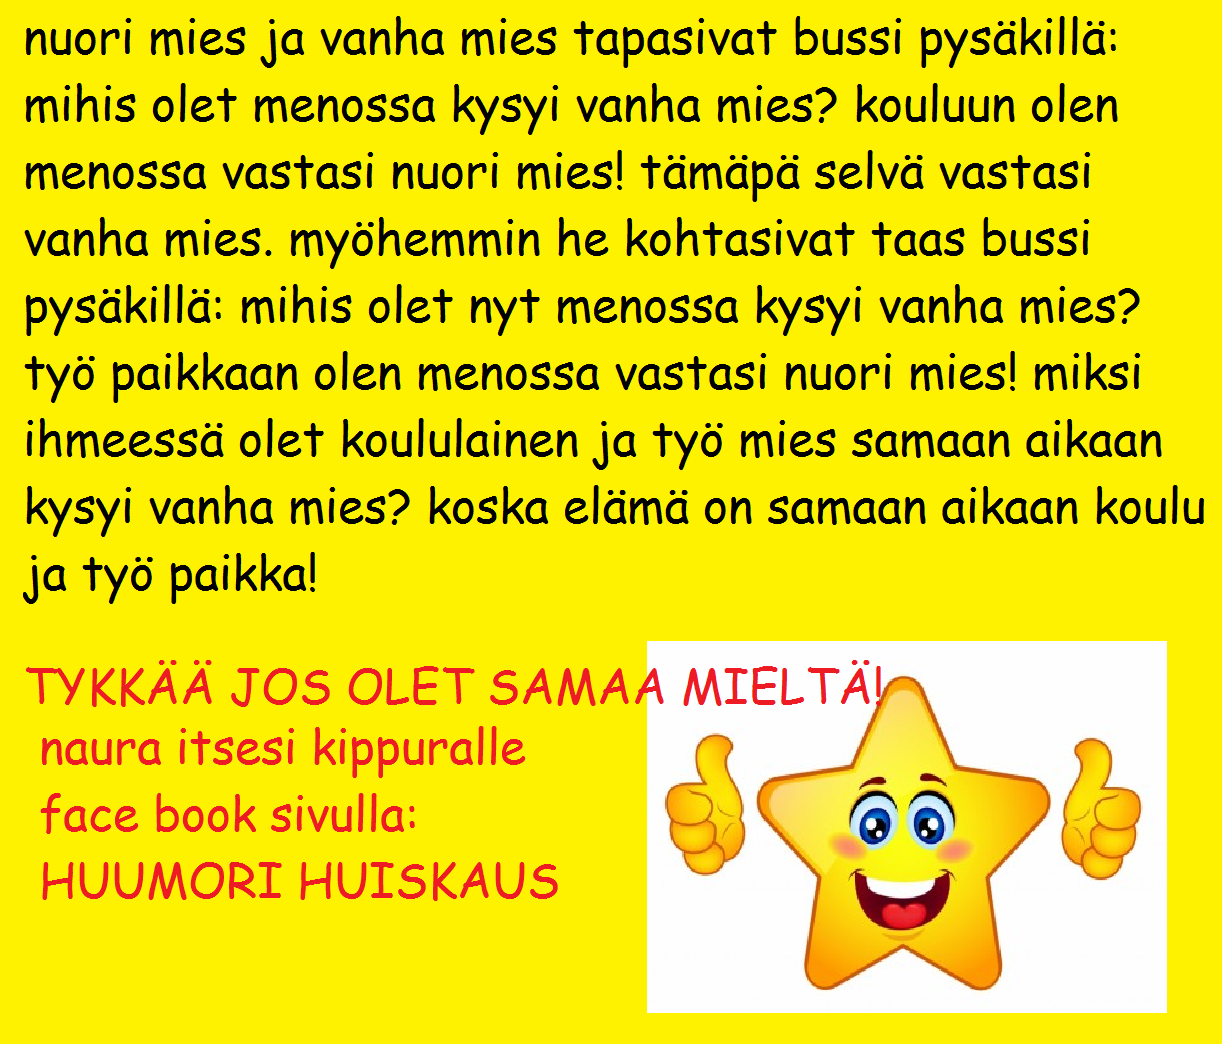 nuori mies ja vanha mies tapasivat bussi pysäkillä:
mihis olet menossa kysyi vanha mies? kouluun olen
menossa vastasi nuori mies! tämäpä selvä vastasi
vanha mies. myöhemmin he kohtasivat taas bussi
pysäkillä: mihis olet nyt menossa kysyi vanha mies?
työ paikkaan olen menossa vastasi nuori mies! miksi
ihmeessä olet koululainen ja työ mies samaan aikaan
kysyi vanha mies? koska elämä on samaan aikaan koulu
ja työ paikka!
TYKKÄÄ JOS OLET SAMAA MIELTÄ!
naura itsesi kippuralle
face book sivulla:
HUUMORI HUISKAUS